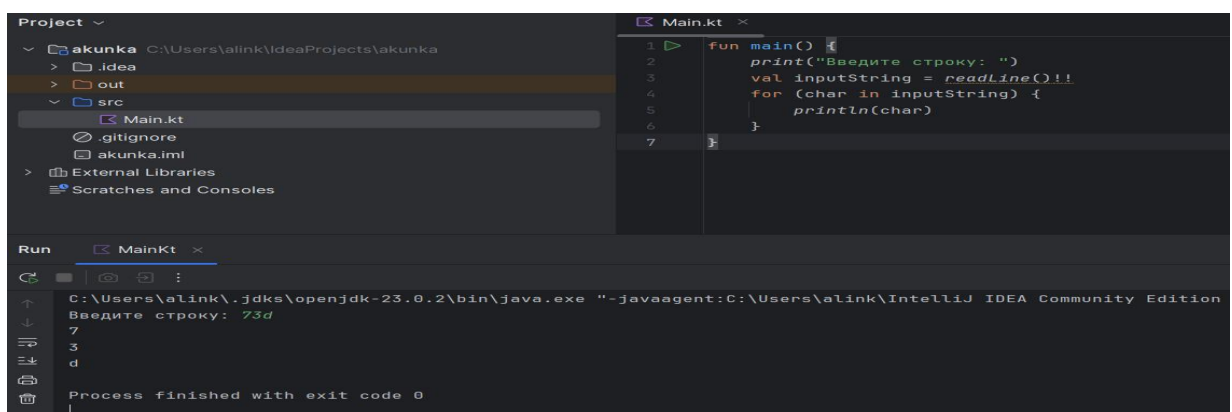 Project
akunka C:\Users\alink\IdeaProjects\akunka
.idea
out
src
Main.kt
.gitignore
akunka.iml
External Libraries
Scratches and Consoles
Main.kt
1 fun main() {
2     print("Введите строку: ")
3     val inputString = readLine()!!
4     for (char in inputString) {
5         println(char)
6     }
7 }
Run MainKt
C:\Users\alink\.jdks\openjdk-23.0.2\bin\java.exe "-javaagent:C:\Users\alink\IntelliJ IDEA Community Edition
Введите строку: 73d
7
3
d
Process finished with exit code 0